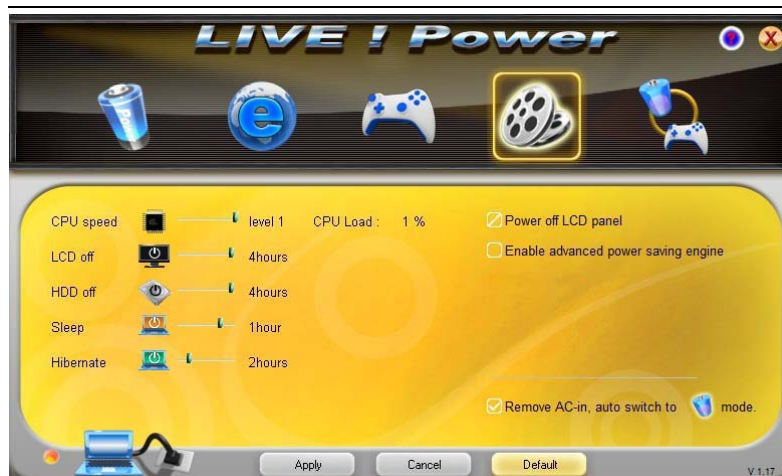 LIVE ! Power
CPU speed level 1 CPU Load : 1 % Power off LCD panel
LCD off 4hours Enable advanced power saving engine
HDD off 4hours
Sleep 1hour
Hibernate 2hours
Remove AC-in, auto switch to mode.
Apply Cancel Default
V 1.17